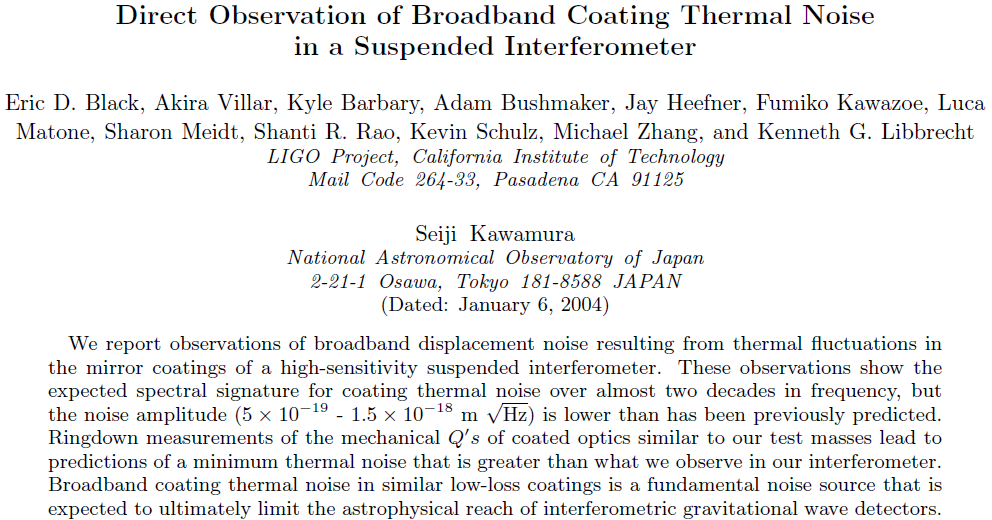 Direct Observation of Broadband Coating Thermal Noise
in a Suspended Interferometer
Eric D. Black, Akira Villar, Kyle Barbary, Adam Bushmaker, Jay Heefner, Fumiko Kawazoe, Luca
Matone, Sharon Meidt, Shanti R. Rao, Kevin Schulz, Michael Zhang, and Kenneth G. Libbrecht
LIGO Project, California Institute of Technology
Mail Code 264-33, Pasadena CA 91125
Seiji Kawamura
National Astronomical Observatory of Japan
2-21-1 Osawa, Tokyo 181-8588 JAPAN
(Dated: January 6, 2004)
We report observations of broadband displacement noise resulting from thermal fluctuations in
the mirror coatings of a high-sensitivity suspended interferometer. These observations show the
expected spectral signature for coating thermal noise over almost two decades in frequency, but
the noise amplitude (5 × 10⁻¹⁹ - 1.5 × 10⁻¹⁸ m √Hz) is lower than has been previously predicted.
Ringdown measurements of the mechanical Q's of coated optics similar to our test masses lead to
predictions of a minimum thermal noise that is greater than what we observe in our interferometer.
Broadband coating thermal noise in similar low-loss coatings is a fundamental noise source that is
expected to ultimately limit the astrophysical reach of interferometric gravitational wave detectors.